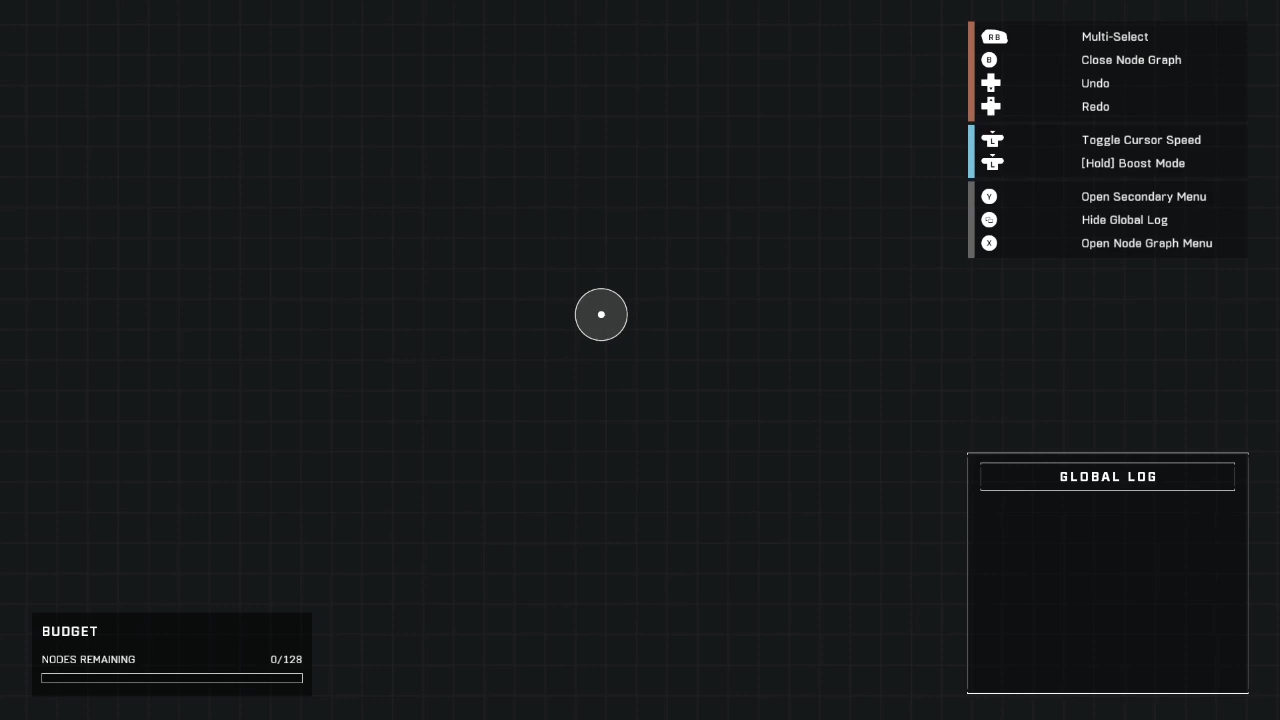 RB Multi-Select
B Close Node Graph
Undo
Redo
L Toggle Cursor Speed
L [Hold] Boost Mode
Y Open Secondary Menu
Hide Global Log
X Open Node Graph Menu
GLOBAL LOG
BUDGET
NODES REMAINING 0/128